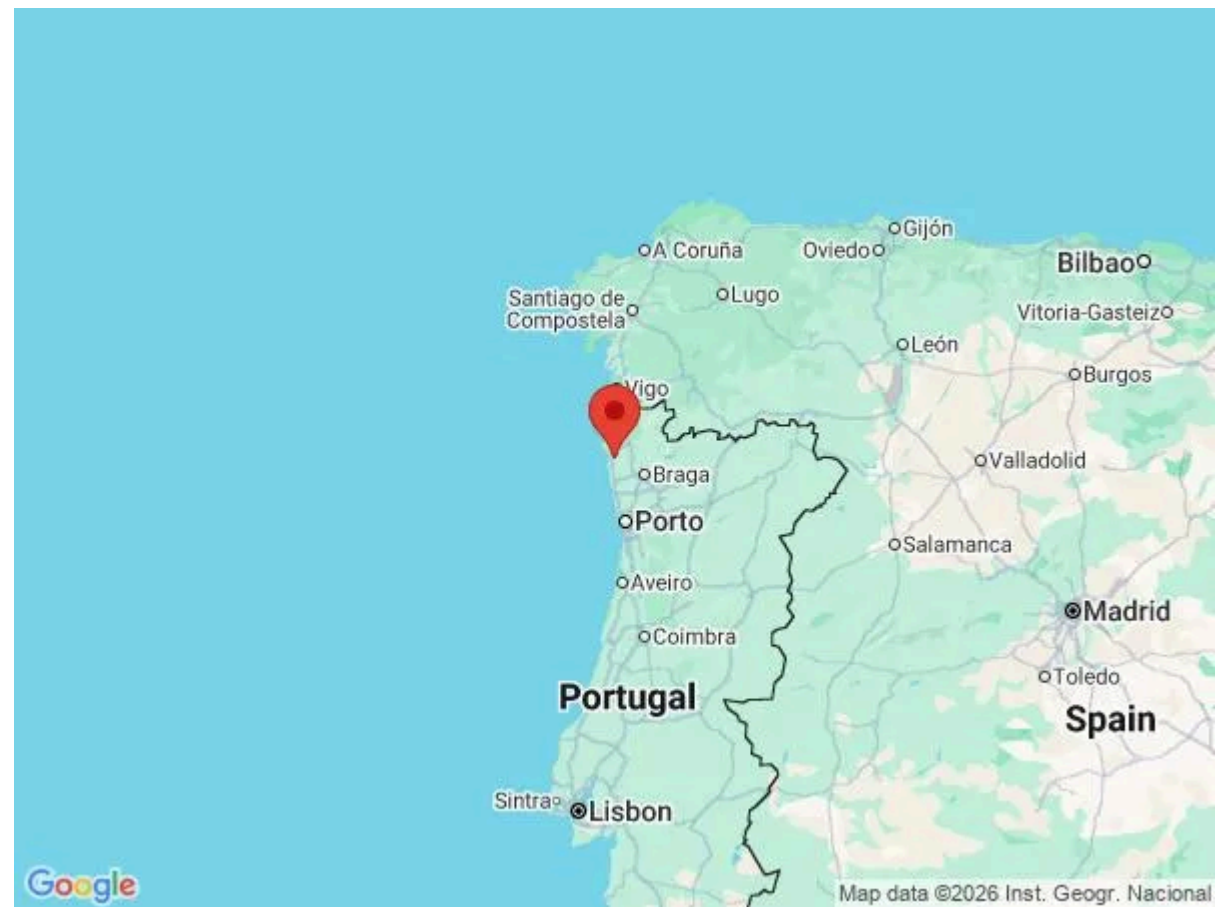 Gijón
A Coruña
Oviedo
Bilbao
Santiago de
Compostela
Lugo
Vitoria-Gasteiz
León
Burgos
Vigo
Valladolid
Braga
Porto
Salamanca
Aveiro
Madrid
Coimbra
Toledo
Portugal
Spain
Sintra
Lisbon
Google
Map data ©2026 Inst. Geogr. Nacional